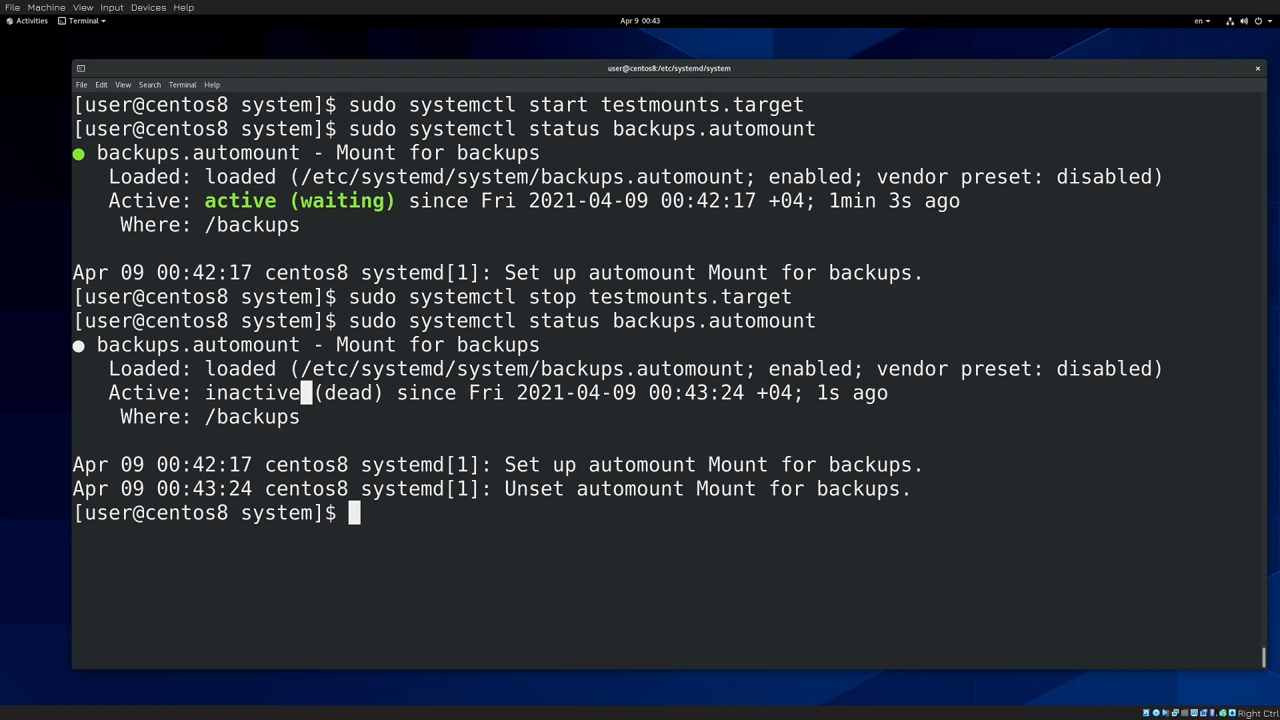 File Machine View Input Devices Help
Activities Terminal Apr 9 00:43 en
user@centos8:/etc/systemd/system
File Edit View Search Terminal Help
[user@centos8 system]$ sudo systemctl start testmounts.target
[user@centos8 system]$ sudo systemctl status backups.automount
● backups.automount - Mount for backups
Loaded: loaded (/etc/systemd/system/backups.automount; enabled; vendor preset: disabled)
Active: active (waiting) since Fri 2021-04-09 00:42:17 +04; 1min 3s ago
Where: /backups
Apr 09 00:42:17 centos8 systemd[1]: Set up automount Mount for backups.
[user@centos8 system]$ sudo systemctl stop testmounts.target
[user@centos8 system]$ sudo systemctl status backups.automount
● backups.automount - Mount for backups
Loaded: loaded (/etc/systemd/system/backups.automount; enabled; vendor preset: disabled)
Active: inactive (dead) since Fri 2021-04-09 00:43:24 +04; 1s ago
Where: /backups
Apr 09 00:42:17 centos8 systemd[1]: Set up automount Mount for backups.
Apr 09 00:43:24 centos8 systemd[1]: Unset automount Mount for backups.
[user@centos8 system]$
Right Ctrl